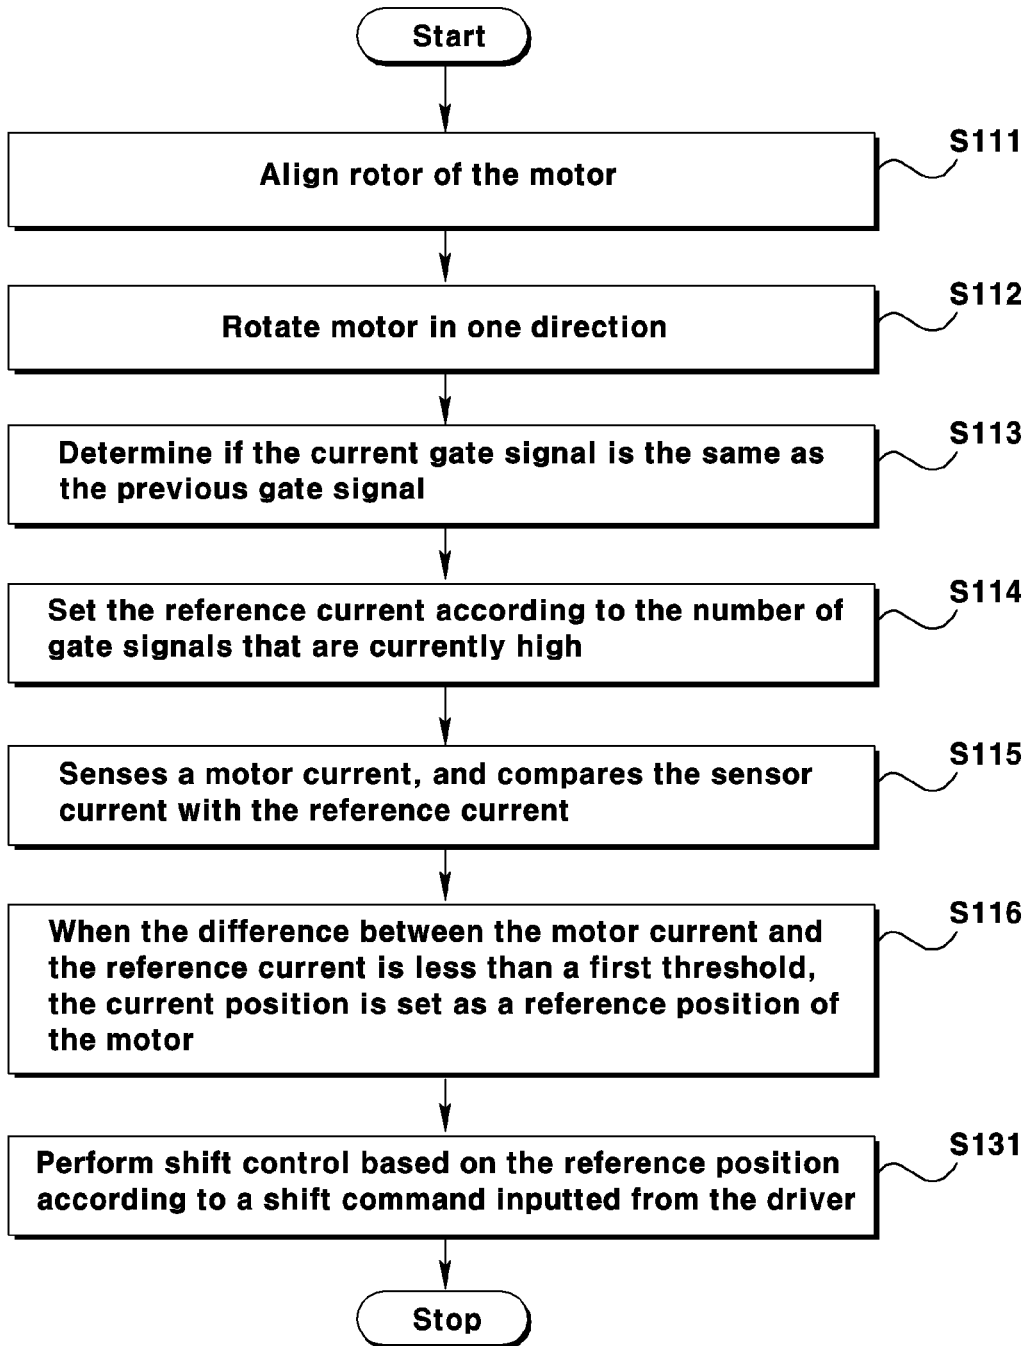 Start
S111
Align rotor of the motor
S112
Rotate motor in one direction
S113
Determine if the current gate signal is the same as
the previous gate signal
S114
Set the reference current according to the number of
gate signals that are currently high
S115
Senses a motor current, and compares the sensor
current with the reference current
S116
When the difference between the motor current and
the reference current is less than a first threshold,
the current position is set as a reference position of
the motor
S131
Perform shift control based on the reference position
according to a shift command inputted from the driver
Stop